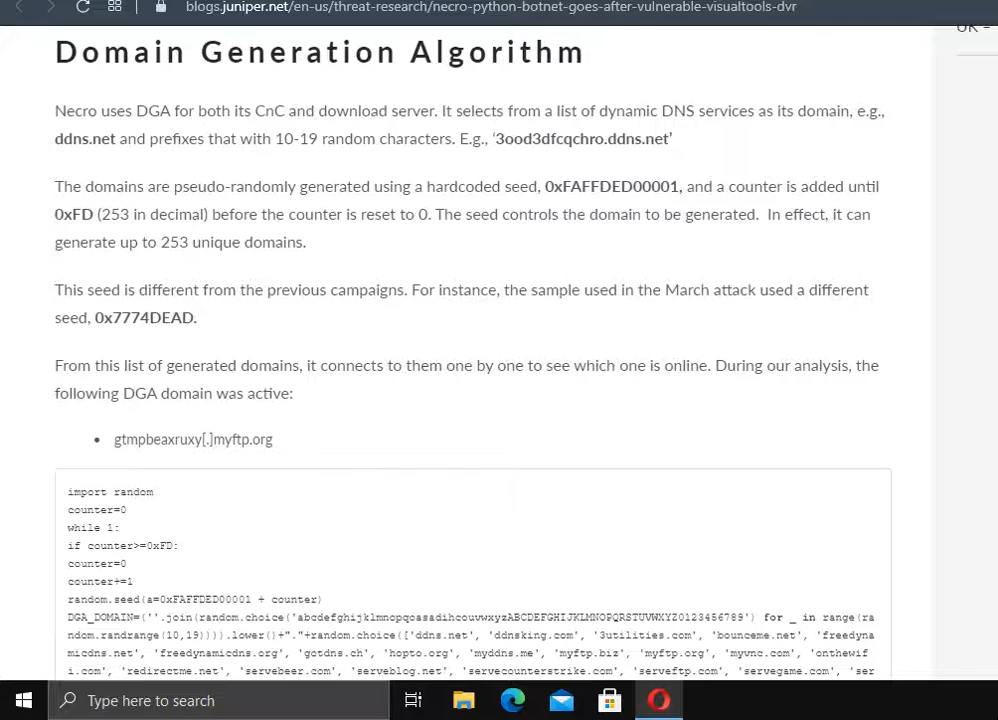 blogs.juniper.net/en-us/threat-research/necro-python-botnet-goes-after-vulnerable-visualtools-dvr
Domain Generation Algorithm
Necro uses DGA for both its CnC and download server. It selects from a list of dynamic DNS services as its domain, e.g.,
ddns.net and prefixes that with 10-19 random characters. E.g., ‘3ood3dfcqchro.ddns.net’
The domains are pseudo-randomly generated using a hardcoded seed, 0xFAFFDED00001, and a counter is added until
0xFD (253 in decimal) before the counter is reset to 0. The seed controls the domain to be generated.  In effect, it can
generate up to 253 unique domains.
This seed is different from the previous campaigns. For instance, the sample used in the March attack used a different
seed, 0x7774DEAD.
From this list of generated domains, it connects to them one by one to see which one is online. During our analysis, the
following DGA domain was active:
• gtmpbeaxruxy[.]myftp.org
import random
counter=0
while 1:
if counter>=0xFD:
counter=0
counter+=1
random.seed(a=0xFAFFDED00001 + counter)
DGA_DOMAIN=(''.join(random.choice('abcdefghijklmnopqoasadihcouvwxyzABCDEFGHIJKLMNOPQRSTUVWXYZ0123456789') for _ in range(ra
ndom.randrange(10,19)))).lower()+"."+random.choice(['ddns.net', 'ddnsking.com', '3utilities.com', 'bounceme.net', 'freedyna
micdns.net', 'freedynamicdns.org', 'gotdns.ch', 'hopto.org', 'myddns.me', 'myftp.biz', 'myftp.org', 'myvnc.com', 'onthewif
i.com', 'redirectme.net', 'servebeer.com', 'serveblog.net', 'servecounterstrike.com', 'serveftp.com', 'servegame.com', 'ser
Type here to search